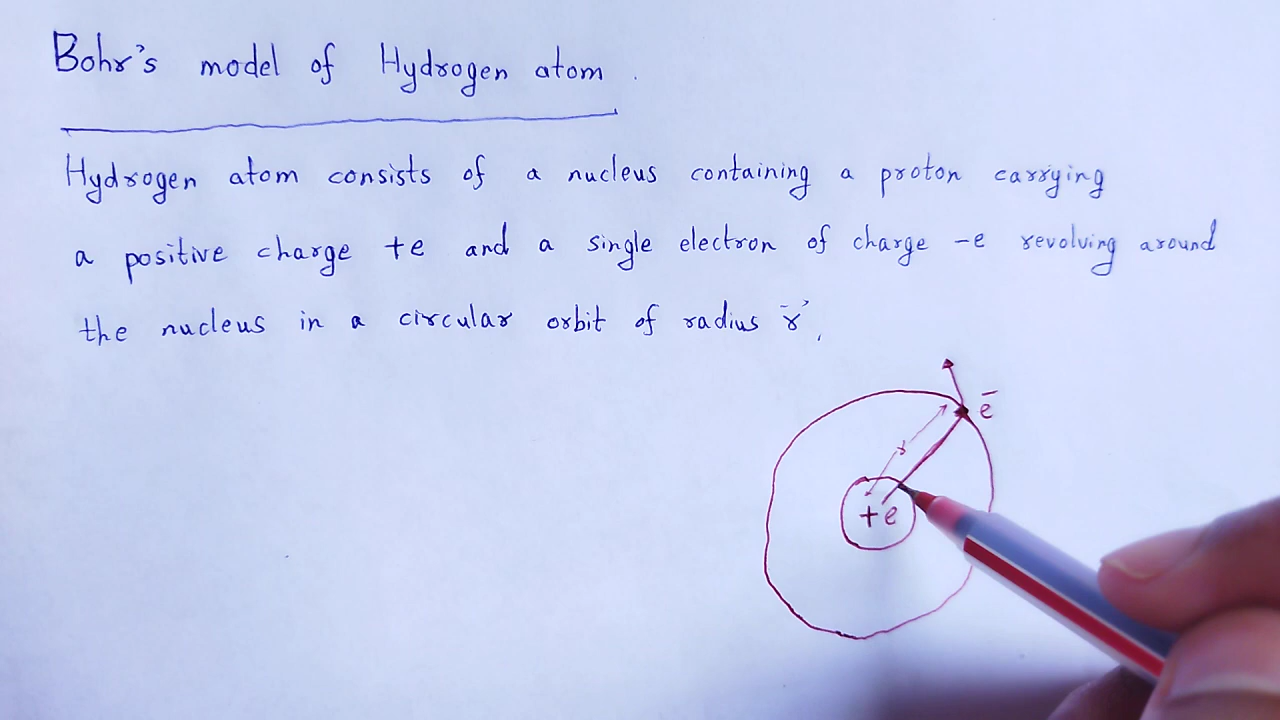 Bohr's model of Hydrogen atom.
Hydrogen atom consists of a nucleus containing a proton carrying
a positive charge +e and a single electron of charge -e revolving around
the nucleus in a circular orbit of radius 'r'.
e⁻
r
+e